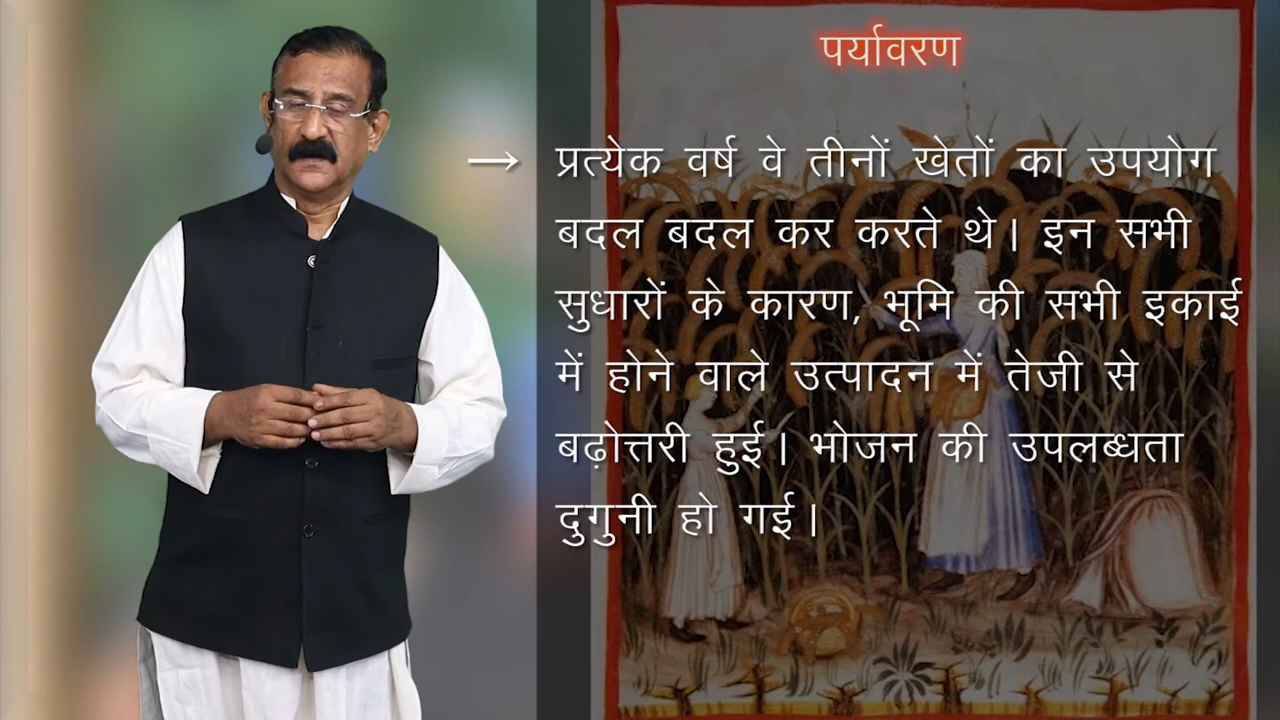 पर्यावरण
→ प्रत्येक वर्ष वे तीनों खेतों का उपयोग
बदल बदल कर करते थे। इन सभी
सुधारों के कारण, भूमि की सभी इकाई
में होने वाले उत्पादन में तेजी से
बढ़ोत्तरी हुई। भोजन की उपलब्धता
दुगुनी हो गई।